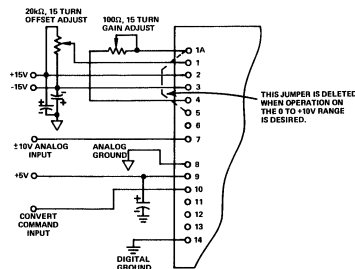 20kΩ, 15 TURN
OFFSET ADJUST
100Ω, 15 TURN
GAIN ADJUST
1A
1
+15V
2
-15V
3
4
5
6
THIS JUMPER IS DELETED
WHEN OPERATION ON
THE 0 TO +10V RANGE
IS DESIRED.
±10V ANALOG
INPUT
7
ANALOG
GROUND
8
+5V
9
10
CONVERT
COMMAND
INPUT
11
12
13
14
DIGITAL
GROUND